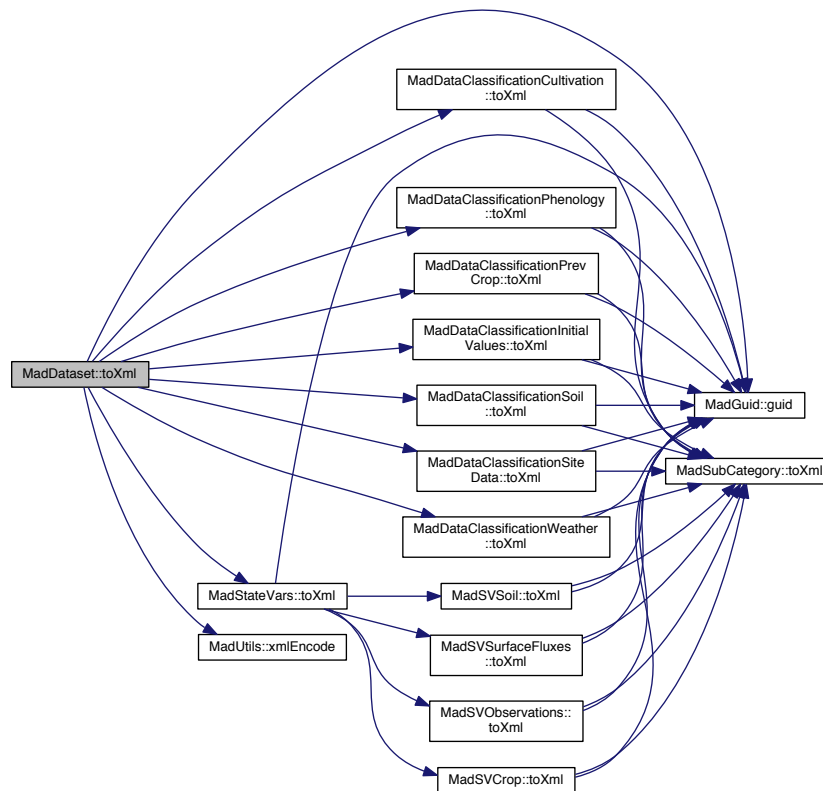 MadDataClassificationCultivation
::toXml
MadDataClassificationPhenology
::toXml
MadDataClassificationPrev
Crop::toXml
MadDataClassificationInitial
Values::toXml
MadDataset::toXml
MadDataClassificationSoil
::toXml
MadGuid::guid
MadDataClassificationSite
Data::toXml
MadSubCategory::toXml
MadDataClassificationWeather
::toXml
MadStateVars::toXml
MadSVSoil::toXml
MadUtils::xmlEncode
MadSVSurfaceFluxes
::toXml
MadSVObservations::
toXml
MadSVCrop::toXml